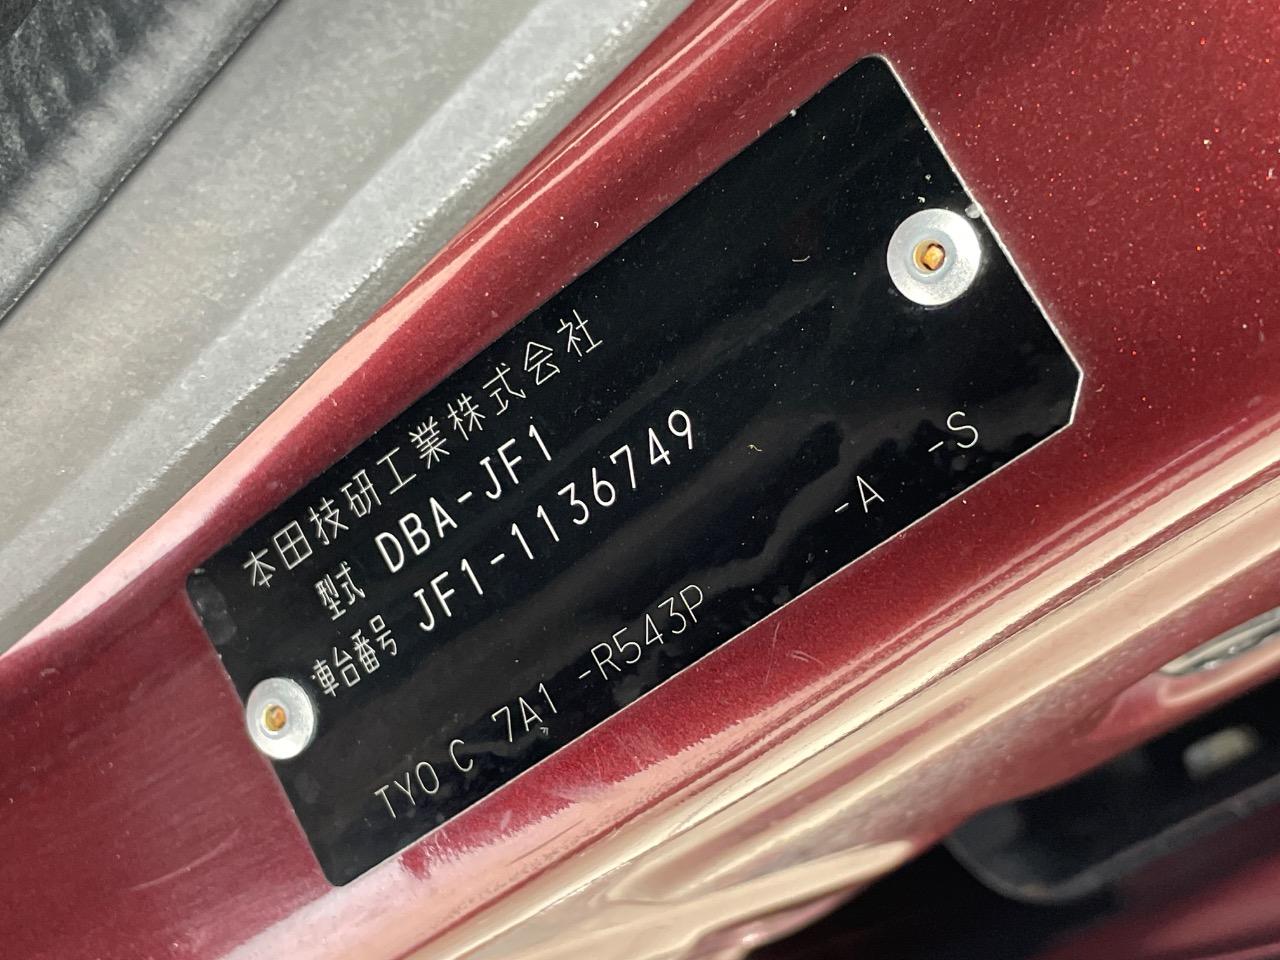 本田技研工業株式会社
型式 DBA-JF1
車台番号 JF1-1136749
TYO C 7A1 -R543P -A -S